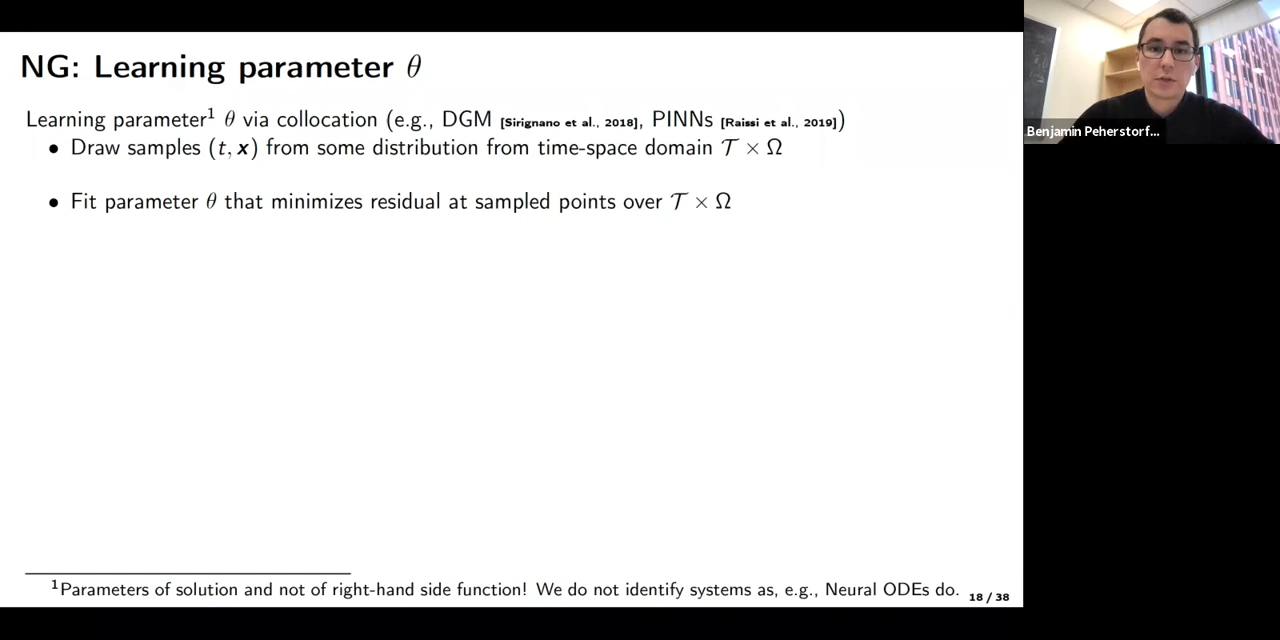 NG: Learning parameter θ
Learning parameter¹ θ via collocation (e.g., DGM [Sirignano et al., 2018], PINNs [Raissi et al., 2019])
• Draw samples (t, x) from some distribution from time-space domain 𝒯 × Ω
• Fit parameter θ that minimizes residual at sampled points over 𝒯 × Ω
¹Parameters of solution and not of right-hand side function! We do not identify systems as, e.g., Neural ODEs do.
18 / 38
Benjamin Peherstorf...